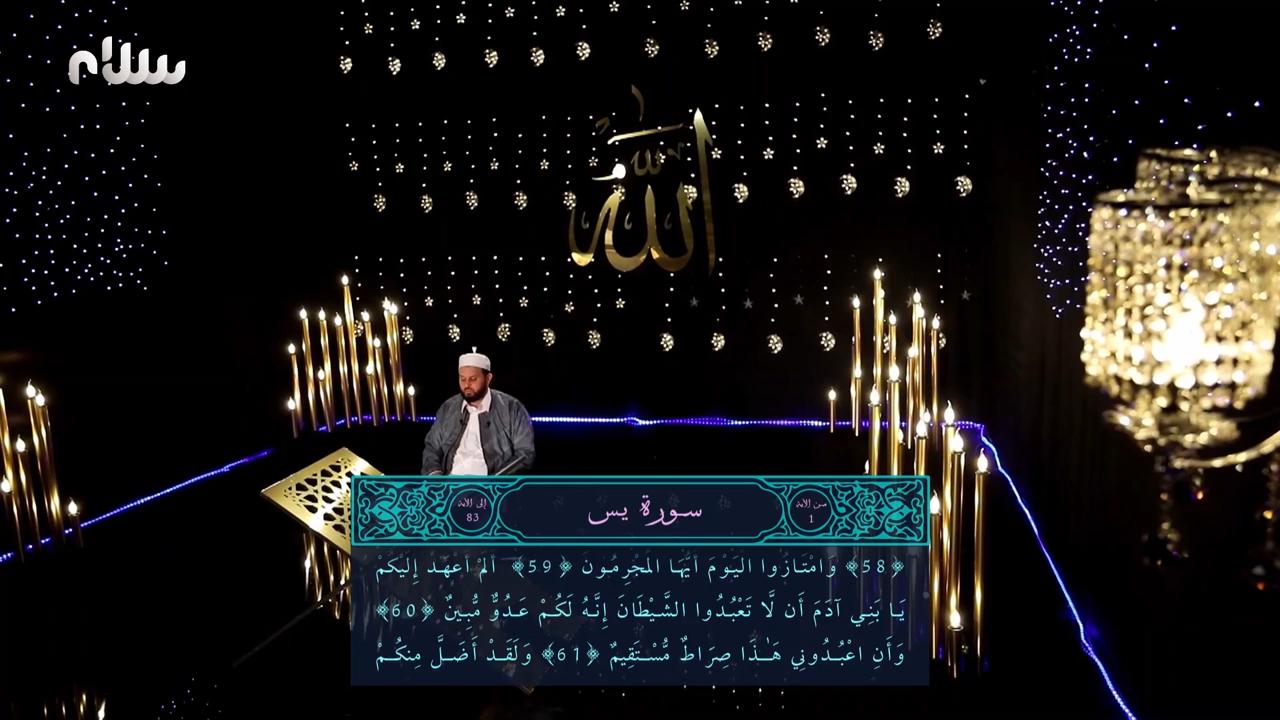 سلام
الله
سورة يس
من الآية
1
إلى الآية
83
﴿58﴾ وَامْتَازُوا الْيَوْمَ أَيُّهَا الْمُجْرِمُونَ ﴿59﴾ أَلَمْ أَعْهَدْ إِلَيْكُمْ
يَا بَنِي آدَمَ أَن لَّا تَعْبُدُوا الشَّيْطَانَ إِنَّهُ لَكُمْ عَدُوٌّ مُّبِينٌ ﴿60﴾
وَأَنِ اعْبُدُونِي هَٰذَا صِرَاطٌ مُّسْتَقِيمٌ ﴿61﴾ وَلَقَدْ أَضَلَّ مِنكُمْ